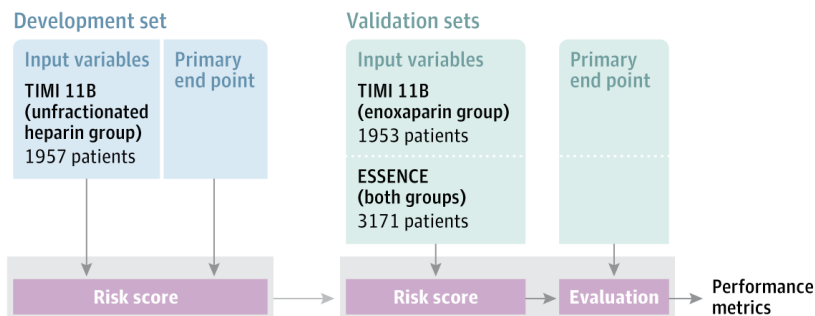 Development set
Input variables
TIMI 11B
(unfractionated
heparin group)
1957 patients
Primary
end point
Risk score
Validation sets
Input variables
TIMI 11B
(enoxaparin group)
1953 patients
ESSENCE
(both groups)
3171 patients
Primary
end point
Risk score
Evaluation
Performance
metrics